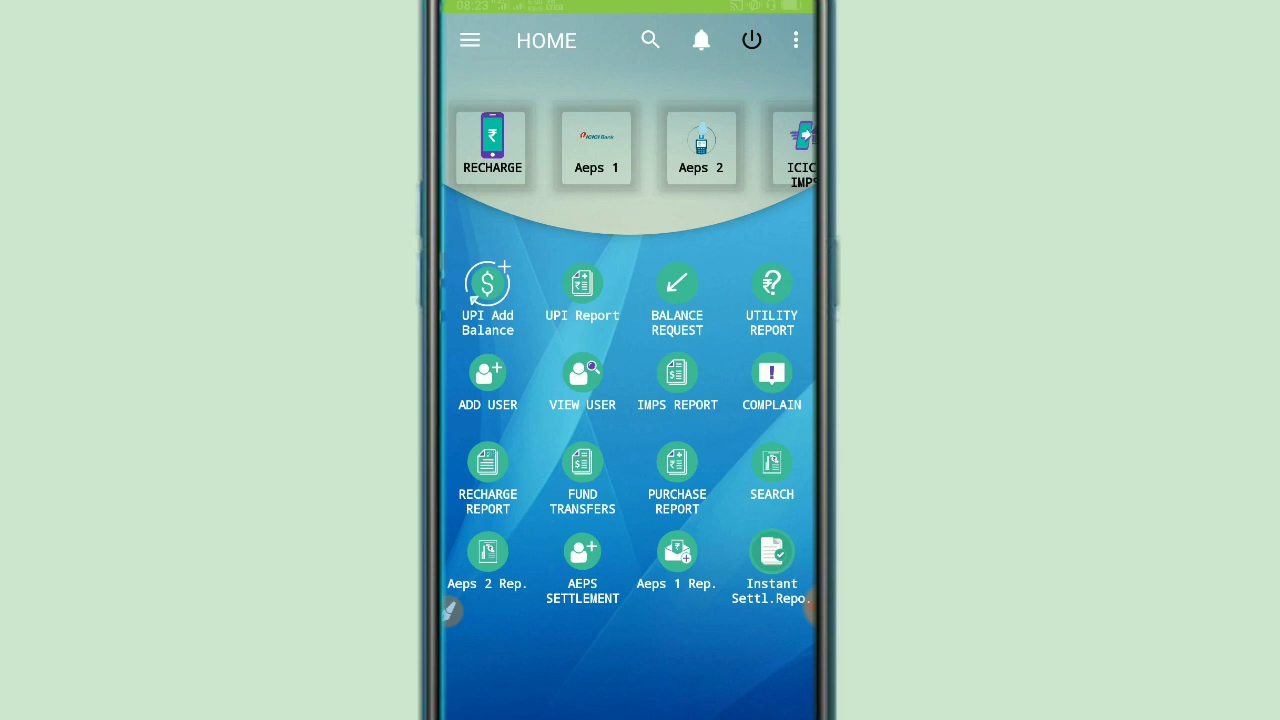 08:23
HOME
RECHARGE
ICICI Bank
Aeps 1
Aeps 2
ICIC
IMPS
UPI Add
Balance
UPI Report
BALANCE
REQUEST
UTILITY
REPORT
ADD USER
VIEW USER
IMPS REPORT
COMPLAIN
RECHARGE
REPORT
FUND
TRANSFERS
PURCHASE
REPORT
SEARCH
Aeps 2 Rep.
AEPS
SETTLEMENT
Aeps 1 Rep.
Instant
Settl.Repo.